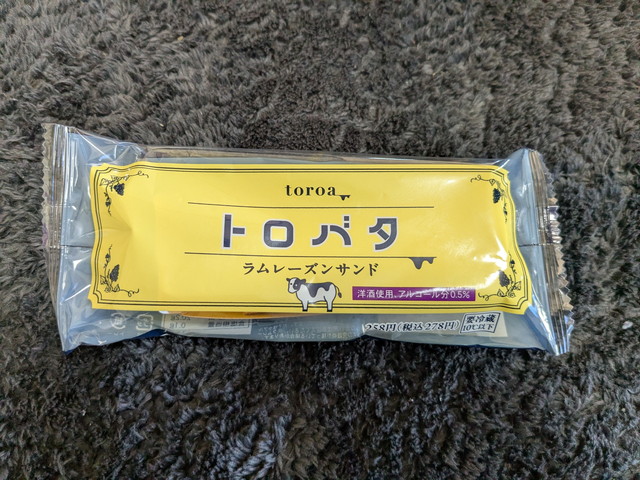 toroa
トロバタ
ラムレーズンサンド
洋酒使用。アルコール分0.5%
258円(税込278円)
要冷蔵
10℃以下